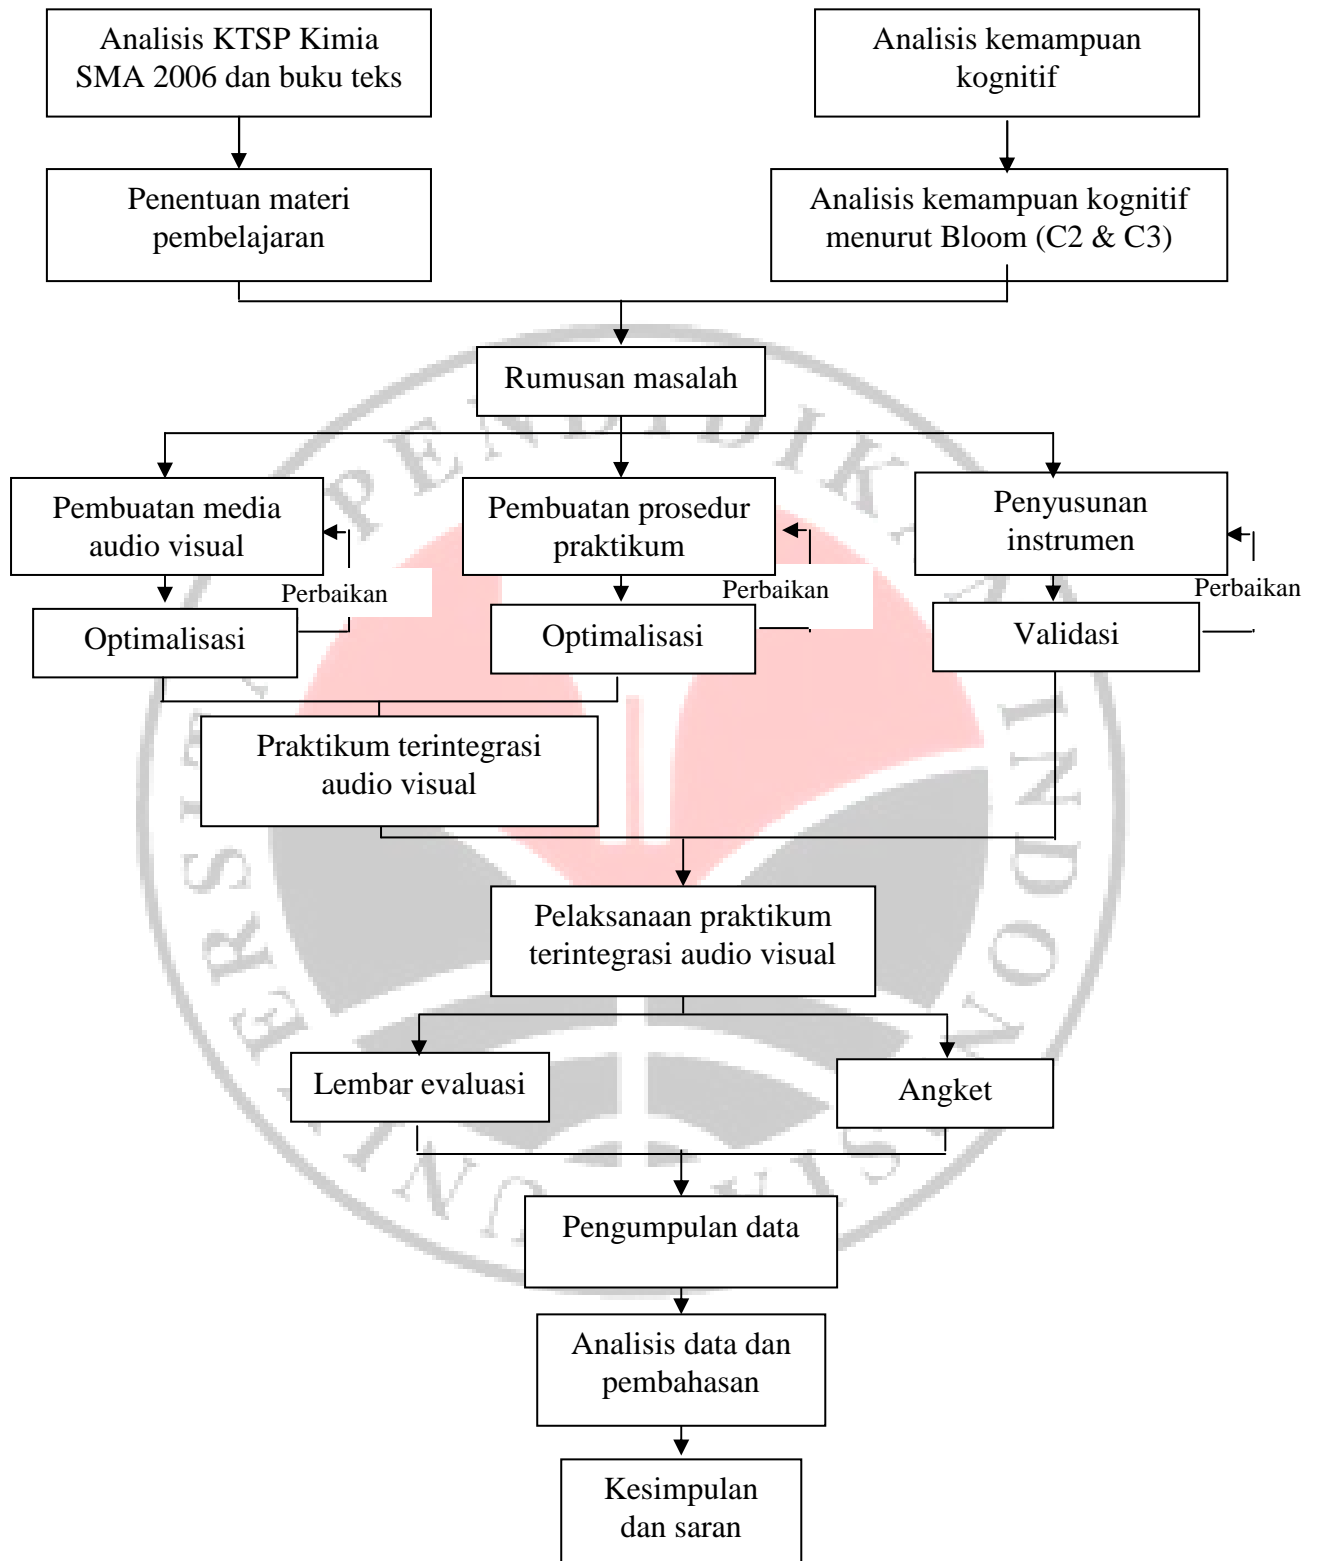 Analisis KTSP Kimia
SMA 2006 dan buku teks
Analisis kemampuan
kognitif
Penentuan materi
pembelajaran
Analisis kemampuan kognitif
menurut Bloom (C2 & C3)
Rumusan masalah
Pembuatan media
audio visual
Pembuatan prosedur
praktikum
Penyusunan
instrumen
Perbaikan
Perbaikan
Perbaikan
Optimalisasi
Optimalisasi
Validasi
Praktikum terintegrasi
audio visual
Pelaksanaan praktikum
terintegrasi audio visual
Lembar evaluasi
Angket
Pengumpulan data
Analisis data dan
pembahasan
Kesimpulan
dan saran